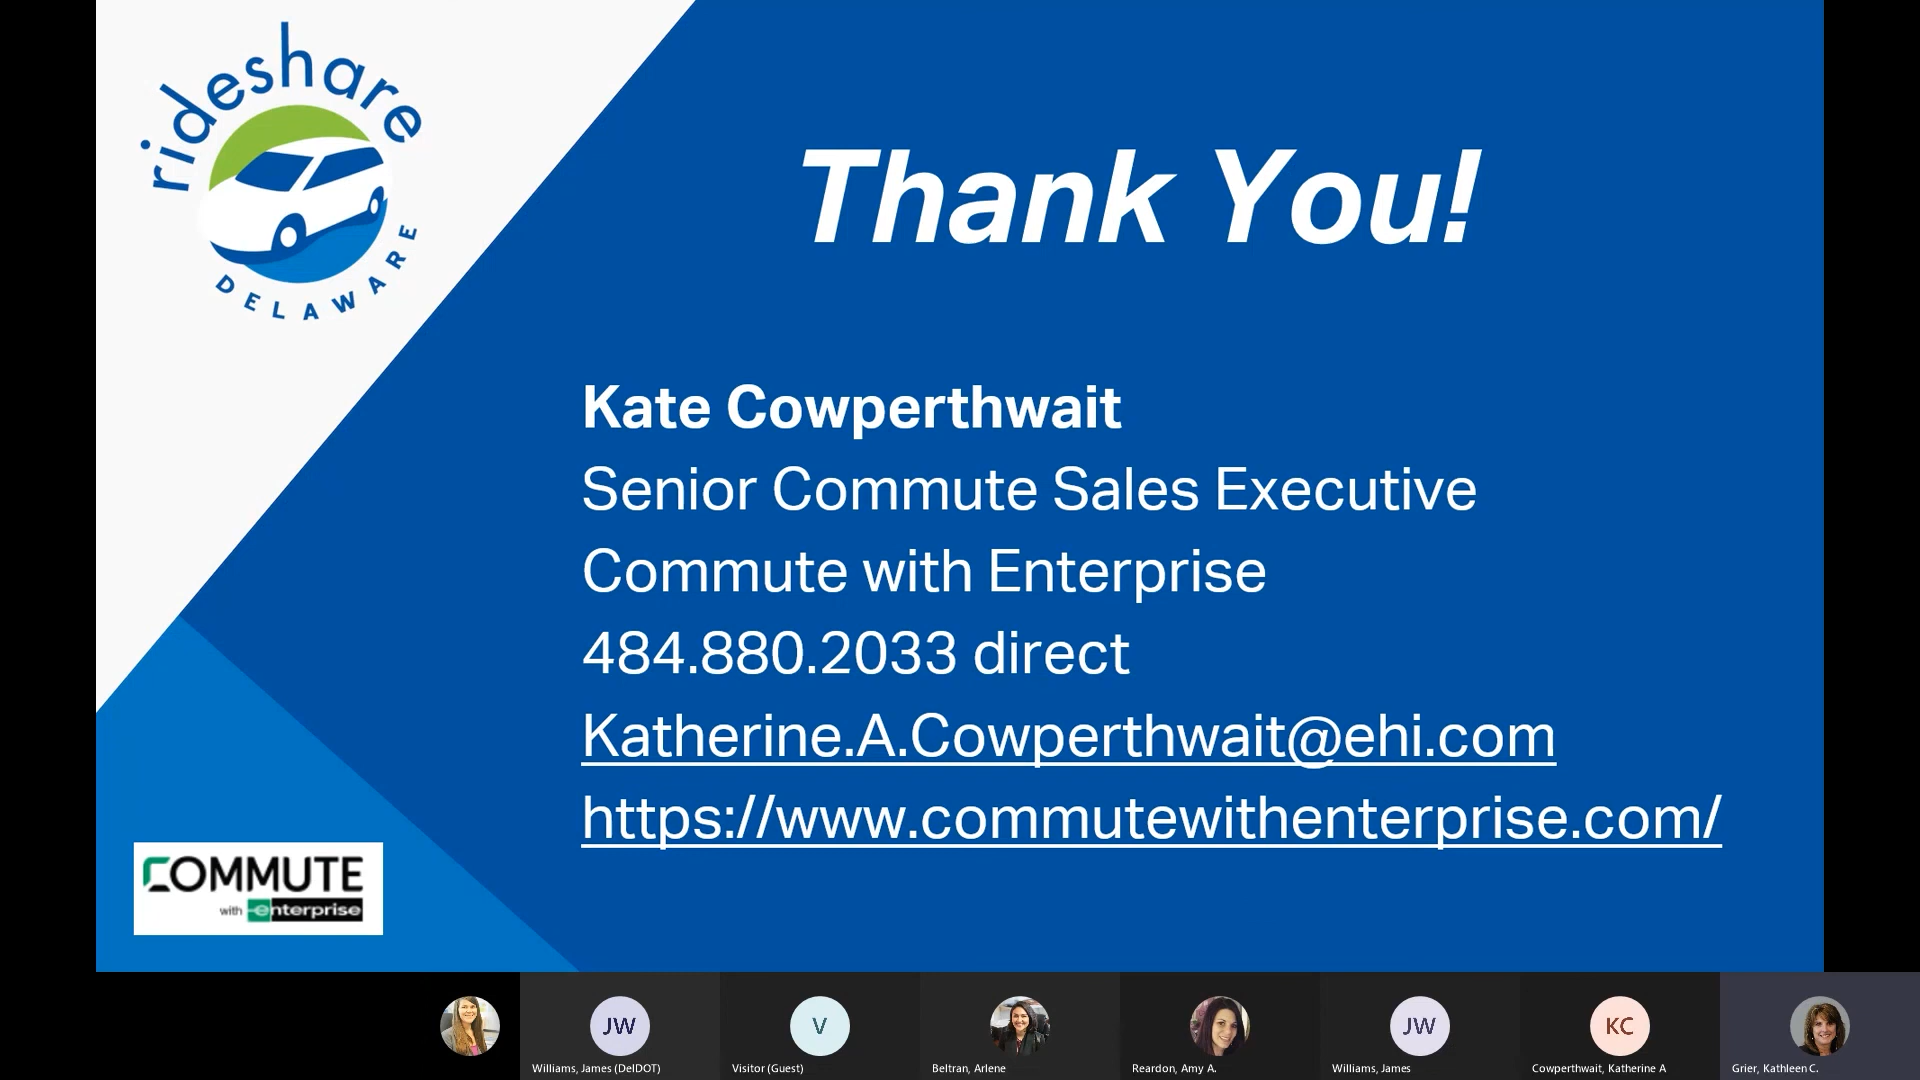 rideshare
DELAWARE
Thank You!
Kate Cowperthwait
Senior Commute Sales Executive
Commute with Enterprise
484.880.2033 direct
Katherine.A.Cowperthwait@ehi.com
https://www.commutewithenterprise.com/
COMMUTE
with enterprise
JW
V
JW
KC
Williams, James (DelDOT)
Visitor (Guest)
Beltran, Arlene
Reardon, Amy A.
Williams, James
Cowperthwait, Katherine A
Grier, Kathleen C.